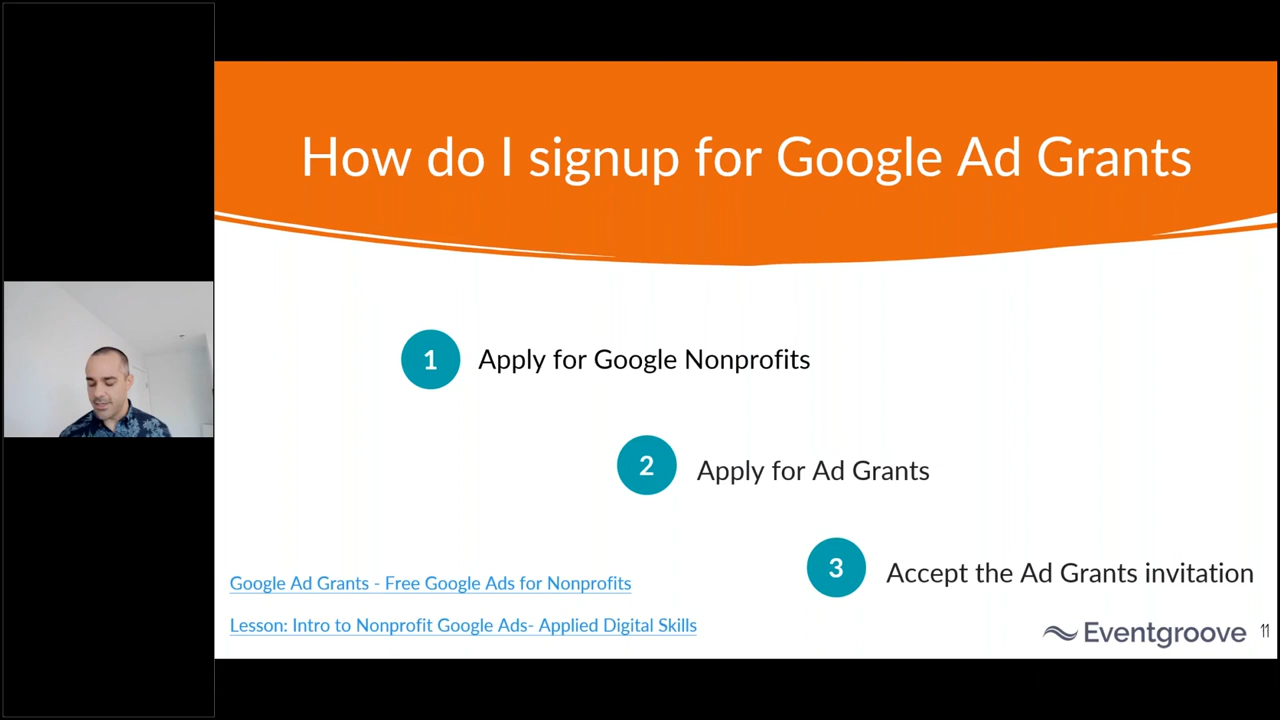 How do I signup for Google Ad Grants
1 Apply for Google Nonprofits
2 Apply for Ad Grants
3 Accept the Ad Grants invitation
Google Ad Grants - Free Google Ads for Nonprofits
Lesson: Intro to Nonprofit Google Ads- Applied Digital Skills
Eventgroove 11